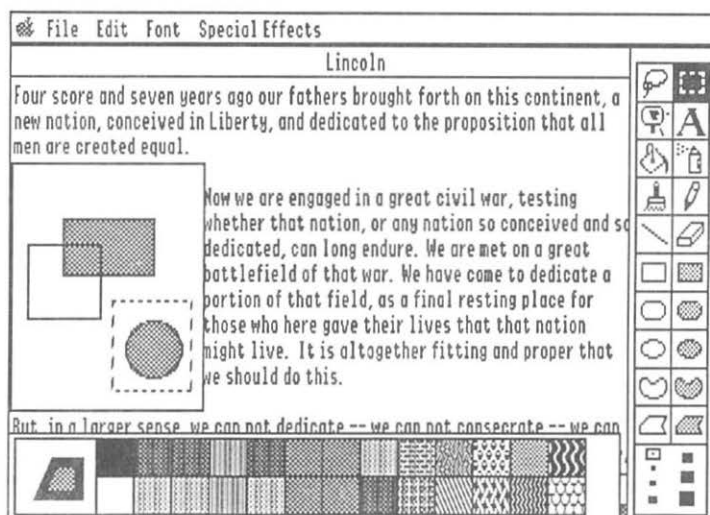 File Edit Font Special Effects
Lincoln
Four score and seven years ago our fathers brought forth on this continent, a
new nation, conceived in Liberty, and dedicated to the proposition that all
men are created equal.
Now we are engaged in a great civil war, testing
whether that nation, or any nation so conceived and so
dedicated, can long endure. We are met on a great
battlefield of that war. We have come to dedicate a
portion of that field, as a final resting place for
those who here gave their lives that that nation
might live. It is altogether fitting and proper that
we should do this.
But, in a larger sense, we can not dedicate -- we can not consecrate -- we can
A